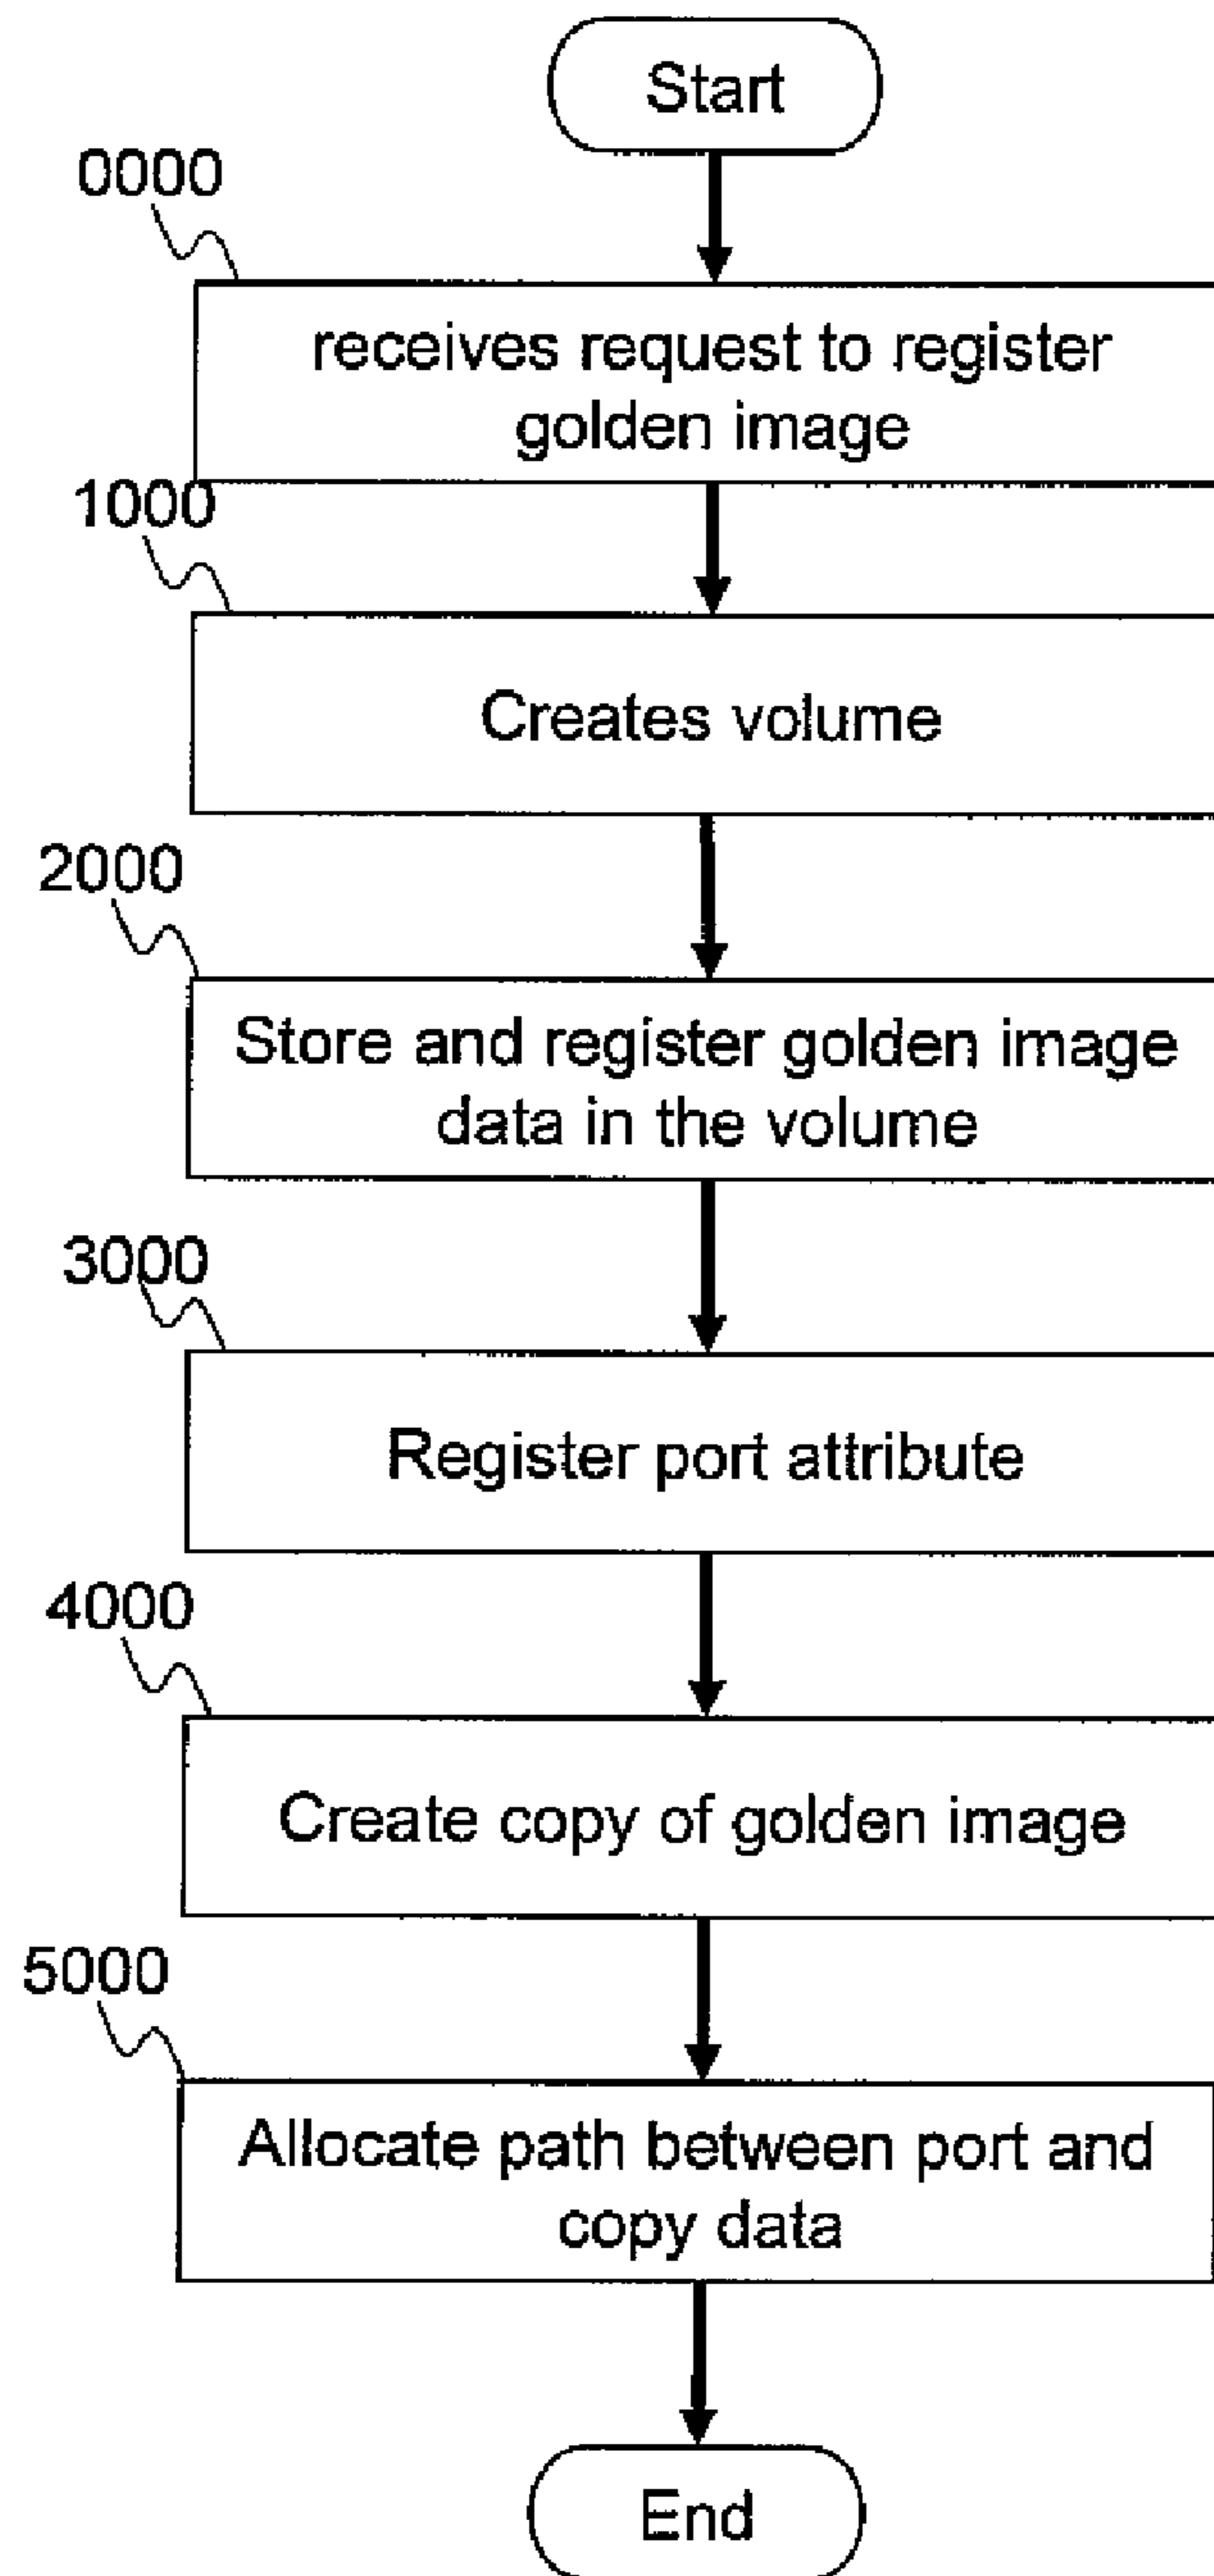 Start
0000
receives request to register
golden image
1000
Creates volume
2000
Store and register golden image
data in the volume
3000
Register port attribute
4000
Create copy of golden image
5000
Allocate path between port and
copy data
End